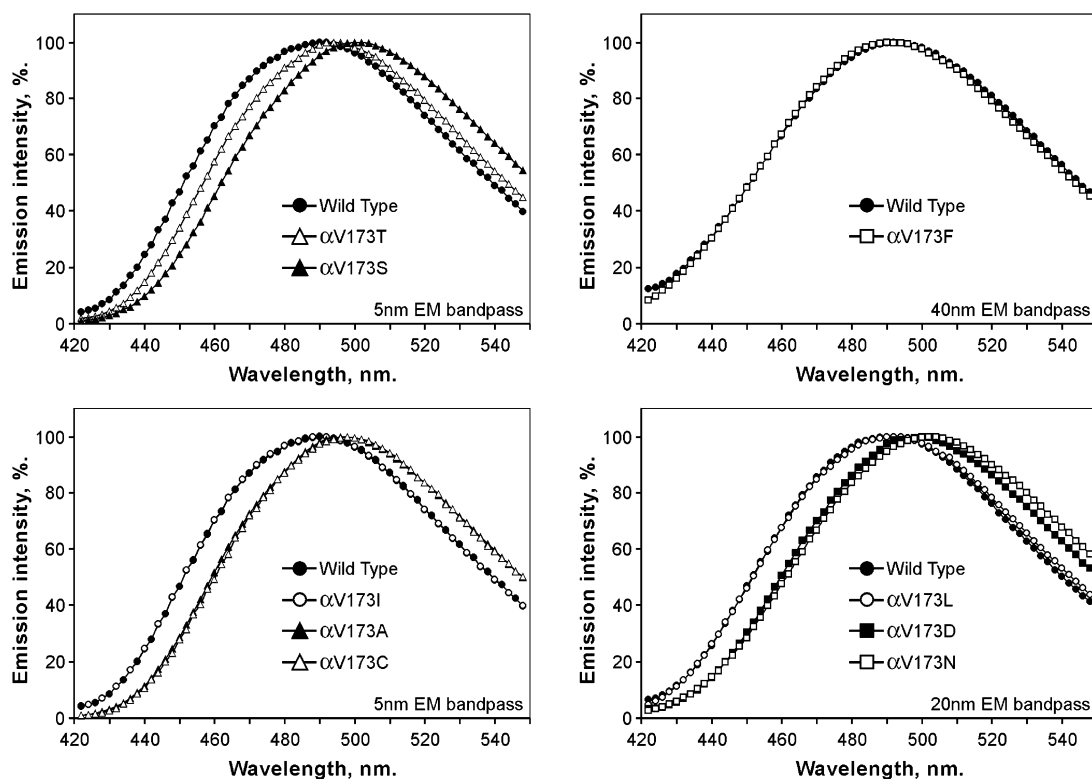 Emission intensity, %.
100
80
60
40
20
0
Wild Type
αV173T
αV173S
5nm EM bandpass
420 440 460 480 500 520 540
Wavelength, nm.
Emission intensity, %.
100
80
60
40
20
0
Wild Type
αV173F
40nm EM bandpass
420 440 460 480 500 520 540
Wavelength, nm.
Emission intensity, %.
100
80
60
40
20
0
Wild Type
αV173I
αV173A
αV173C
5nm EM bandpass
420 440 460 480 500 520 540
Wavelength, nm.
Emission intensity, %.
100
80
60
40
20
0
Wild Type
αV173L
αV173D
αV173N
20nm EM bandpass
420 440 460 480 500 520 540
Wavelength, nm.